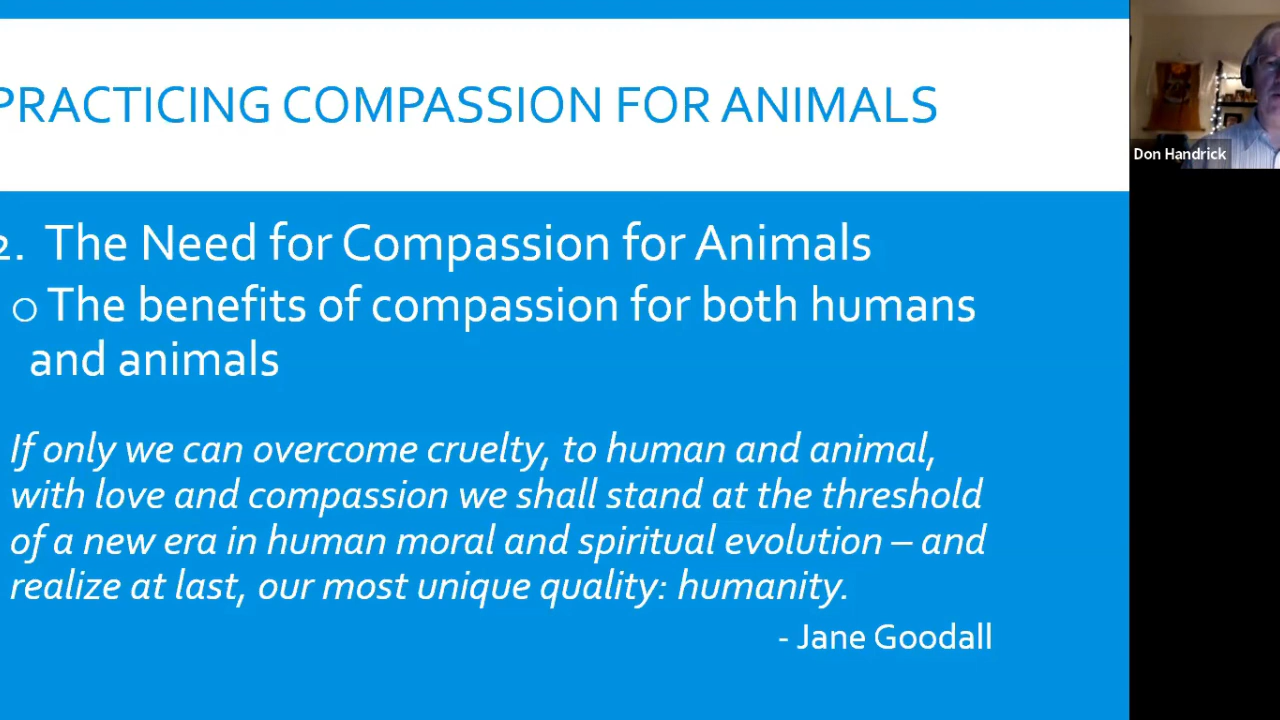 PRACTICING COMPASSION FOR ANIMALS
2. The Need for Compassion for Animals
o The benefits of compassion for both humans
and animals
If only we can overcome cruelty, to human and animal,
with love and compassion we shall stand at the threshold
of a new era in human moral and spiritual evolution – and
realize at last, our most unique quality: humanity.
- Jane Goodall
Don Handrick